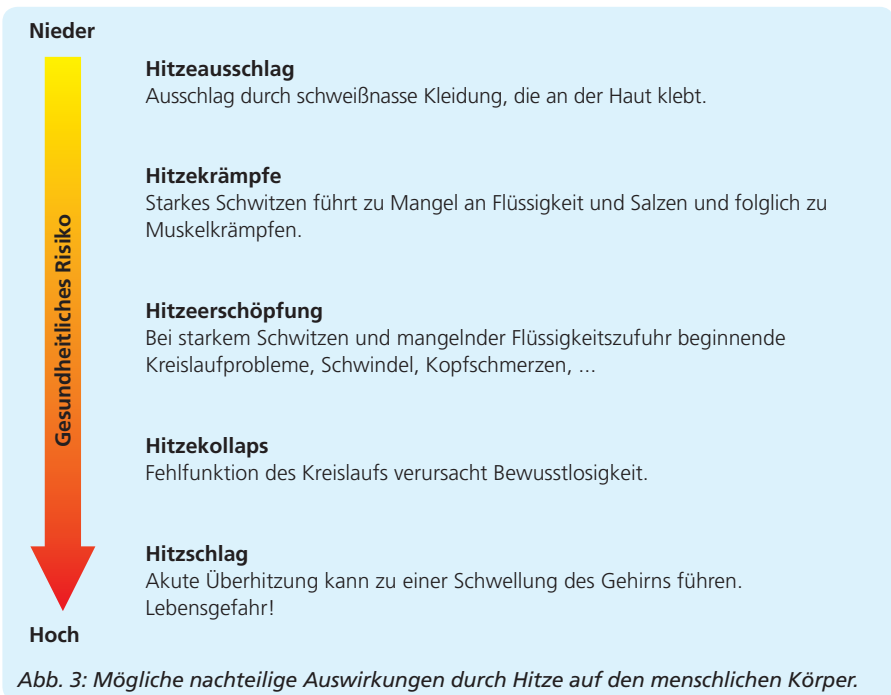 Nieder
Gesundheitliches Risiko
Hitzeausschlag
Ausschlag durch schweißnasse Kleidung, die an der Haut klebt.
Hitzekrämpfe
Starkes Schwitzen führt zu Mangel an Flüssigkeit und Salzen und folglich zu
Muskelkrämpfen.
Hitzeerschöpfung
Bei starkem Schwitzen und mangelnder Flüssigkeitszufuhr beginnende
Kreislaufprobleme, Schwindel, Kopfschmerzen, ...
Hitzekollaps
Fehlfunktion des Kreislaufs verursacht Bewusstlosigkeit.
Hitzschlag
Akute Überhitzung kann zu einer Schwellung des Gehirns führen.
Lebensgefahr!
Hoch
Abb. 3: Mögliche nachteilige Auswirkungen durch Hitze auf den menschlichen Körper.